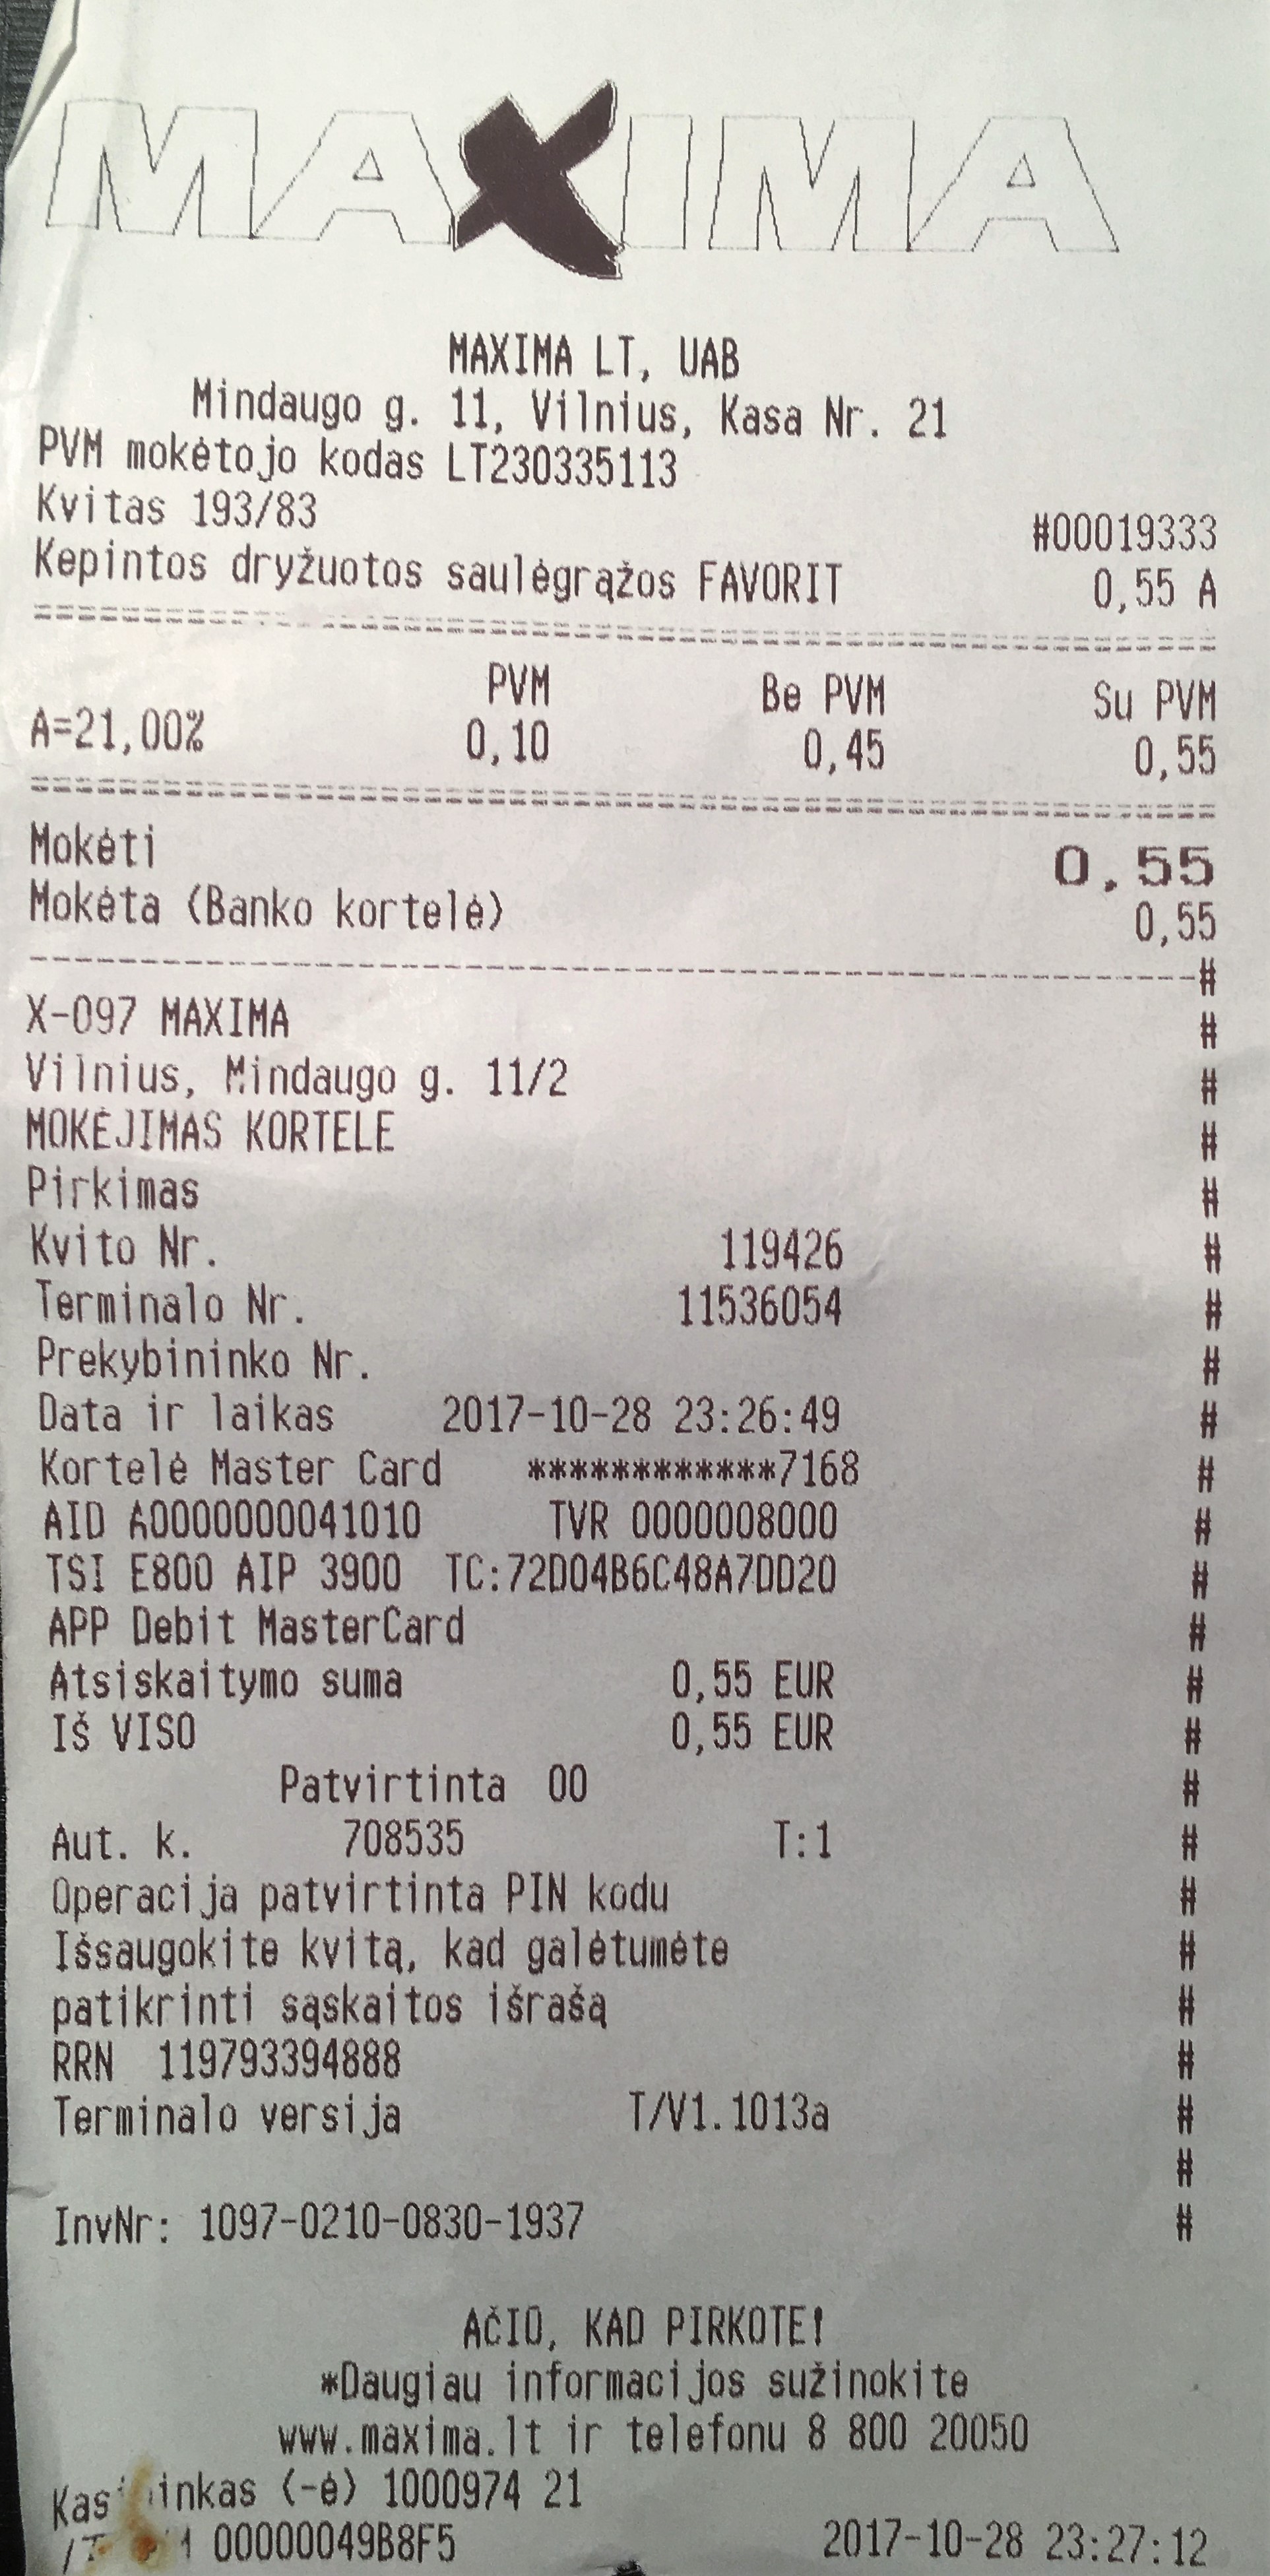 MAXIMA
MAXIMA LT, UAB
Mindaugo g. 11, Vilnius, Kasa Nr. 21
PVM mokėtojo kodas LT230335113
Kvitas 193/83 #00019333
Kepintos dryžuotos saulėgrąžos FAVORIT 0,55 A
PVM Be PVM Su PVM
A=21,00% 0,10 0,45 0,55
Mokėti 0,55
Mokėta (Banko kortelė) 0,55
#
X-097 MAXIMA #
Vilnius, Mindaugo g. 11/2 #
MOKĖJIMAS KORTELE #
Pirkimas #
Kvito Nr. 119426 #
Terminalo Nr. 11536054 #
Prekybininko Nr. #
Data ir laikas 2017-10-28 23:26:49 #
Kortelė Master Card ************7168 #
AID A0000000041010 TVR 0000008000 #
TSI E800 AIP 3900 TC:72D04B6C48A7DD20 #
APP Debit MasterCard #
Atsiskaitymo suma 0,55 EUR #
IŠ VISO 0,55 EUR #
Patvirtinta 00 #
Aut. k. 708535 T:1 #
Operacija patvirtinta PIN kodu #
Išsaugokite kvitą, kad galėtumėte #
patikrinti sąskaitos išrašą #
RRN 119793394888 #
Terminalo versija T/V1.1013a #
#
InvNr: 1097-0210-0830-1937 #
AČIŪ, KAD PIRKOTE!
*Daugiau informacijos sužinokite
www.maxima.lt ir telefonu 8 800 20050
(-ė) 1000974 21
00000049B8F5 2017-10-28 23:27:12